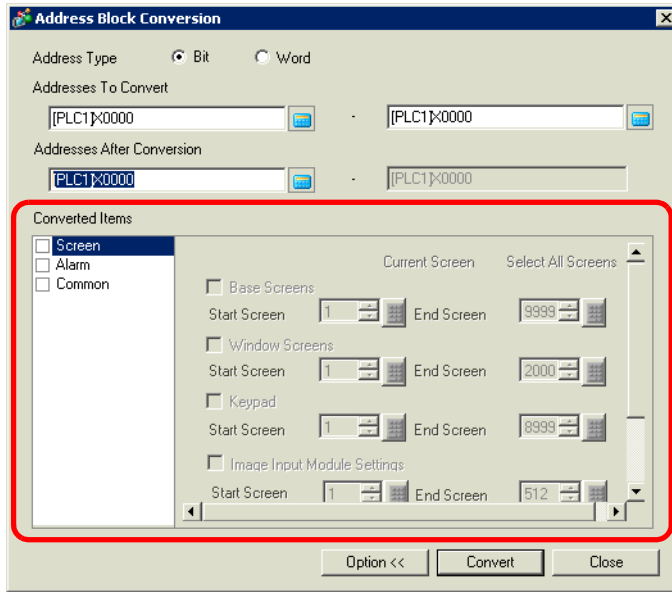 Address Block Conversion
Address Type Bit Word
Addresses To Convert
[PLC1]X0000 - [PLC1]X0000
Addresses After Conversion
[PLC1]X0000 - [PLC1]X0000
Converted Items
Screen
Alarm
Common
Current Screen Select All Screens
Base Screens
Start Screen 1 End Screen 9999
Window Screens
Start Screen 1 End Screen 2000
Keypad
Start Screen 1 End Screen 8999
Image Input Module Settings
Start Screen 1 End Screen 512
Option << Convert Close